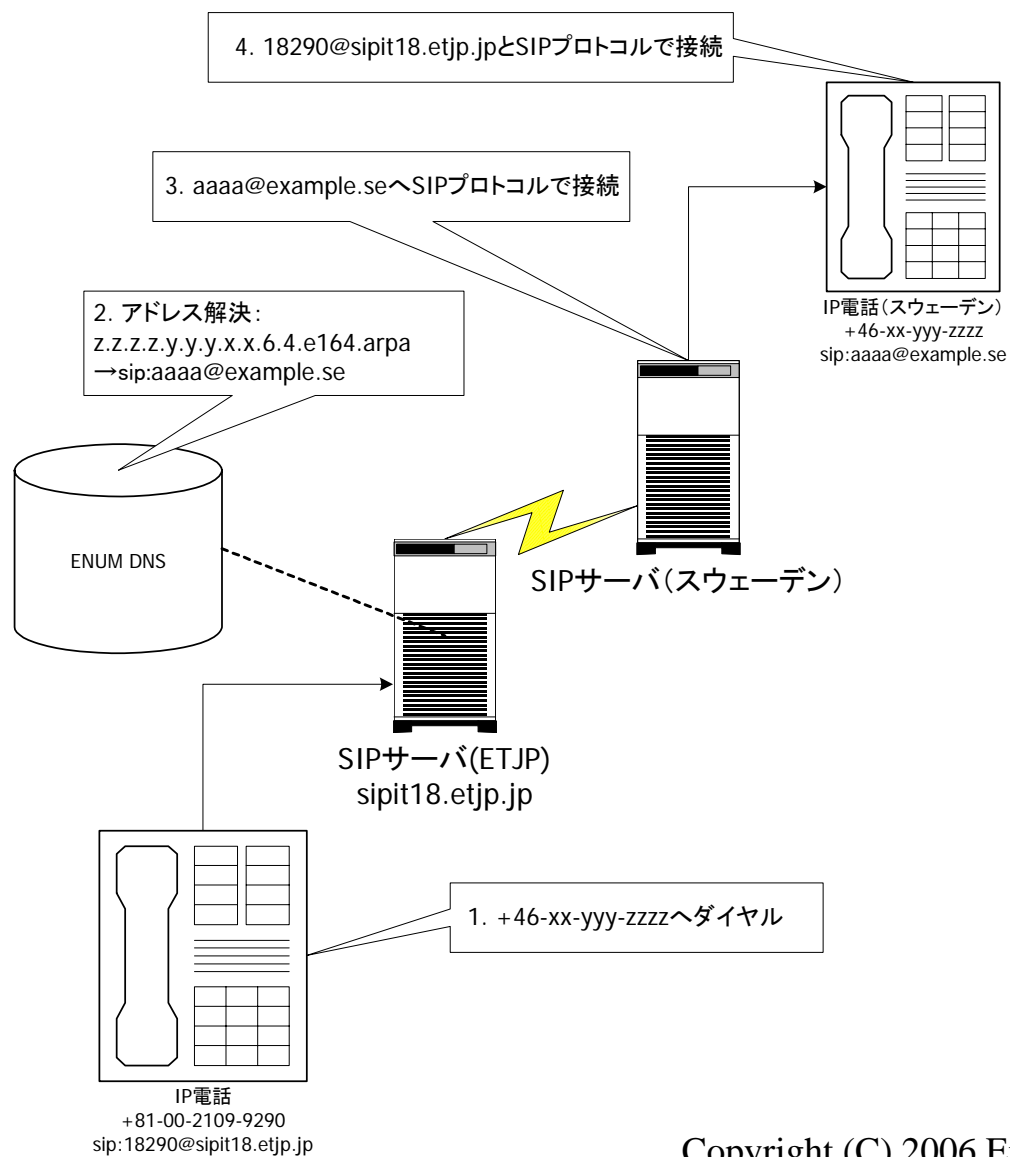 4. 18290@sipit18.etjp.jpとSIPプロトコルで接続
3. aaaa@example.seへSIPプロトコルで接続
IP電話(スウェーデン)
+46-xx-yyy-zzzz
sip:aaaa@example.se
2. アドレス解決:
z.z.z.z.y.y.y.x.x.6.4.e164.arpa
→sip:aaaa@example.se
ENUM DNS
SIPサーバ(スウェーデン)
SIPサーバ(ETJP)
sipit18.etjp.jp
1. +46-xx-yyy-zzzzへダイヤル
IP電話
+81-00-2109-9290
sip:18290@sipit18.etjp.jp
Copyright (C) 2006